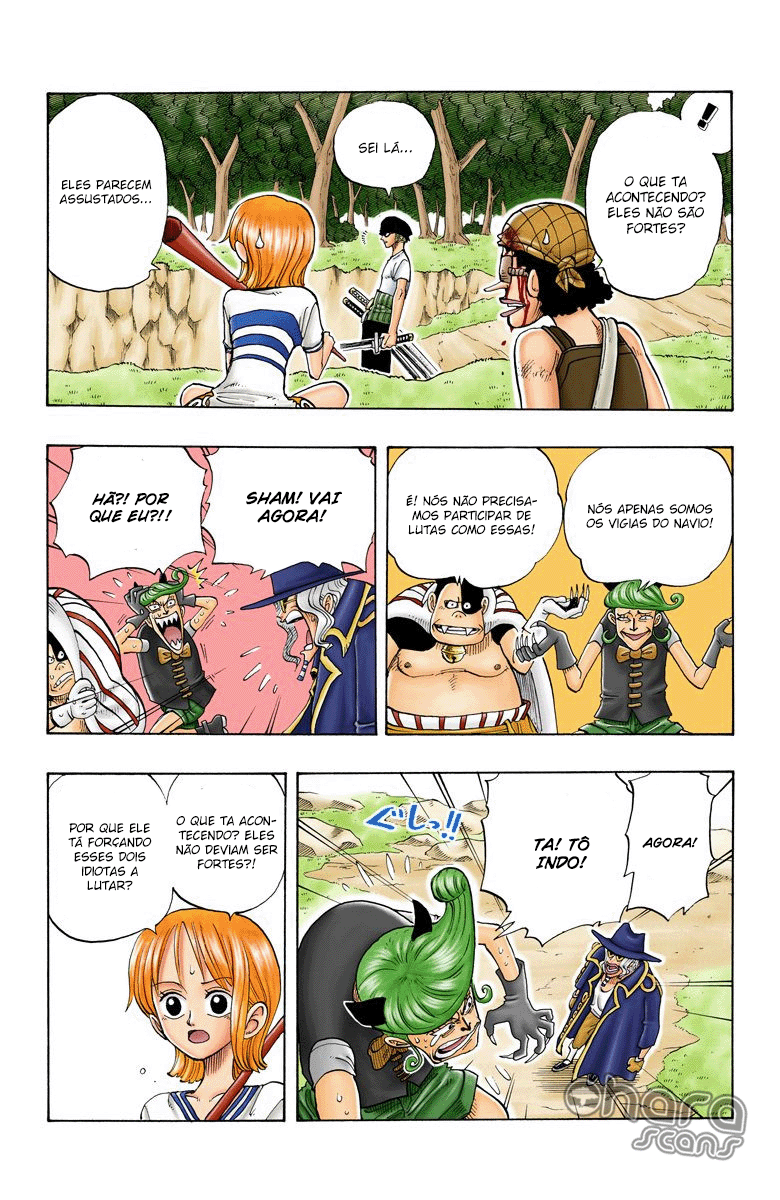 !
O QUE TA
ACONTECENDO?
ELES NÃO SÃO
FORTES?
SEI LÁ...
ELES PARECEM
ASSUSTADOS...
NÓS APENAS SOMOS
OS VIGIAS DO NAVIO!
É! NÓS NÃO PRECISA-
MOS PARTICIPAR DE
LUTAS COMO ESSAS!
SHAM! VAI
AGORA!
HÃ?! POR
QUE EU?!!
AGORA!
TA! TÔ
INDO!
ぐしっ!!
O QUE TA ACON-
TECENDO? ELES
NÃO DEVIAM SER
FORTES?!
POR QUE ELE
TÁ FORÇANDO
ESSES DOIS
IDIOTAS A
LUTAR?
Ohara
scans